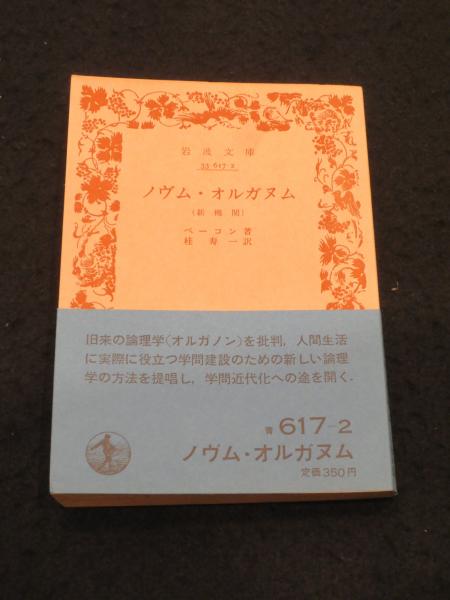 岩波文庫
33-617-2
ノヴム・オルガヌム
(新機関)
ベーコン著
桂寿一訳
旧来の論理学(オルガノン)を批判，人間生活
に実際に役立つ学問建設のための新しい論理
学の方法を提唱し，学問近代化への途を開く．
青 617-2
ノヴム・オルガヌム
定価350円